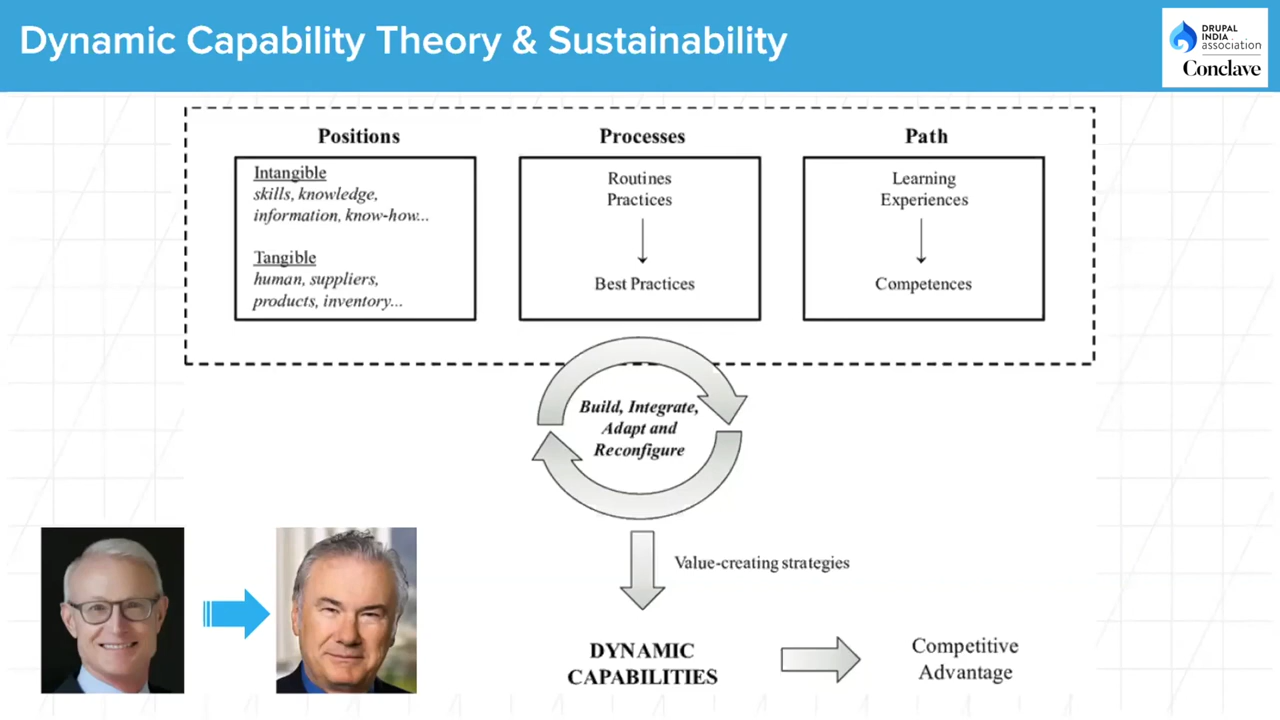 Dynamic Capability Theory & Sustainability
DRUPAL
INDIA
association
Conclave
Positions
Intangible
skills, knowledge,
information, know-how...
Tangible
human, suppliers,
products, inventory...
Processes
Routines
Practices
Best Practices
Path
Learning
Experiences
Competences
Build, Integrate,
Adapt and
Reconfigure
Value-creating strategies
DYNAMIC
CAPABILITIES
Competitive
Advantage